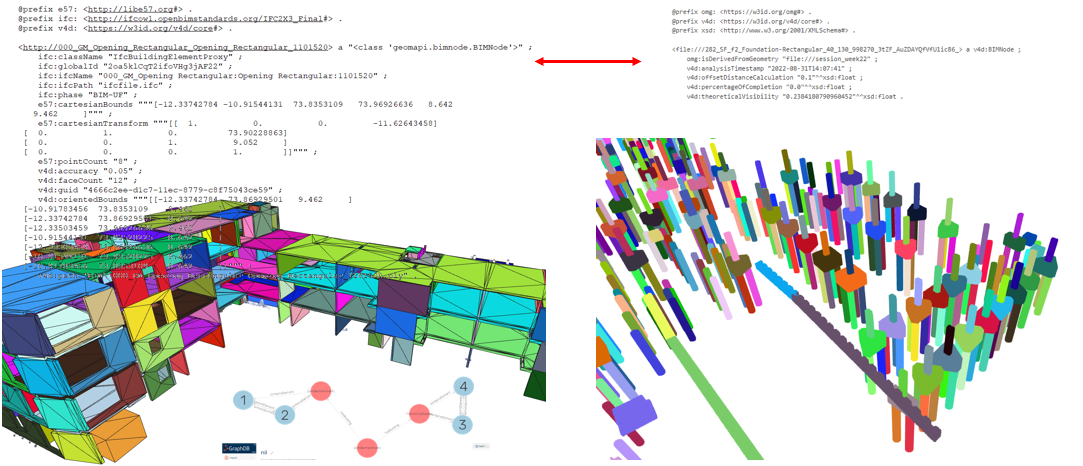 @prefix e57: <http://libe57.org#> .
@prefix ifc: <http://ifcowl.openbimstandards.org/IFC2X3_Final#> .
@prefix v4d: <https://w3id.org/v4d/core#> .
<http://000_GM_Opening_Rectangular_Opening_Rectangular_1101520> a "<class 'geomapi.bimnode.BIMNode'>" ;
ifc:className "IfcBuildingElementProxy" ;
ifc:globalId "2oa5klCqT2ifoVHg3jAF22" ;
ifc:ifcName "000_GM_Opening Rectangular:Opening Rectangular:1101520" ;
ifc:ifcPath "ifcfile.ifc" ;
ifc:phase "BIM-UF" ;
e57:cartesianBounds """[-12.33742784 -10.91544131 73.8353109 73.96926636 8.642
9.462 ]""" ;
e57:cartesianTransform """[[ 1. 0. 0. -11.62643458]
[ 0. 1. 0. 73.90228863]
[ 0. 0. 1. 9.052 ]
[ 0. 0. 0. 1. ]]""" ;
e57:pointCount "8" ;
v4d:accuracy "0.05" ;
v4d:faceCount "12" ;
v4d:guid "4666c2ee-d1c7-11ec-8779-c8f75043ce59" ;
v4d:orientedBounds """[[-12.33742784 73.86929501 9.462 ]
[-10.91783456 73.8353109
[-12.33742784 73.8692950
[-12.33503459 73.96
[-10.9154413
@prefix omg: <https://w3id.org/omg#> .
@prefix v4d: <https://w3id.org/v4d/core#> .
@prefix xsd: <http://www.w3.org/2001/XMLSchema#> .
<file:///282_SF_f2_Foundation-Rectangular_40_130_998270_3tZF_AuZDAYQfVfU1ic86_> a v4d:BIMNode ;
omg:isDerivedFromGeometry "file:///session_week22" ;
v4d:analysisTimestamp "2022-08-31T14:07:41" ;
v4d:offsetDistanceCalculation "0.1"^^xsd:float ;
v4d:percentageOfCompletion "0.0"^^xsd:float ;
v4d:theoreticalVisibility "0.2384180790960452"^^xsd:float .
1
2
4
3
GraphDB
nil